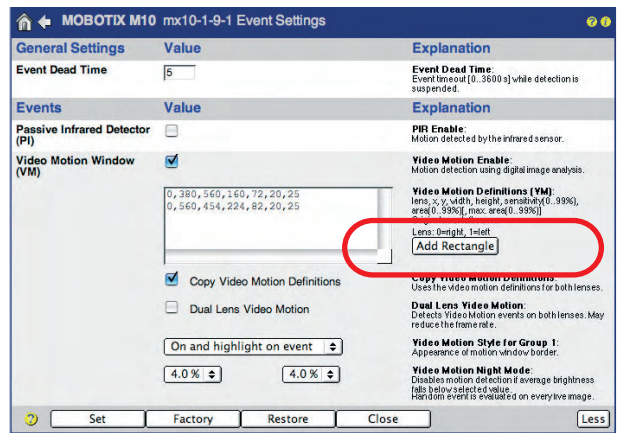 MOBOTIX M10 mx10-1-9-1 Event Settings
General Settings Value Explanation
Event Dead Time 5 Event Dead Time:
Event timeout [0..3600 s] while detection is
suspended.
Events Value Explanation
Passive Infrared Detector
(PI)
PIR Enable:
Motion detected by the infrared sensor.
Video Motion Window
(VM)
Video Motion Enable:
Motion detection using digital image analysis.
0,380,560,160,72,20,25
0,560,454,224,82,20,25
Video Motion Definitions (VM):
lens, x, y, width, height, sensitivity(0..99%),
area(0..99%)[, max. area(0..99%)]
Lens: 0=right, 1=left
Add Rectangle
Copy Video Motion Definitions
Copy Video Motion Definitions:
Uses the video motion definitions for both lenses.
Dual Lens Video Motion
Dual Lens Video Motion:
Detects Video Motion events on both lenses. May
reduce the frame rate.
On and highlight on event
Video Motion Style for Group 1:
Appearance of motion window border.
4.0 % 4.0 %
Video Motion Night Mode:
Disables motion detection if average brightness
falls below selected value.
Random event is evaluated on every live image.
Set Factory Restore Close Less